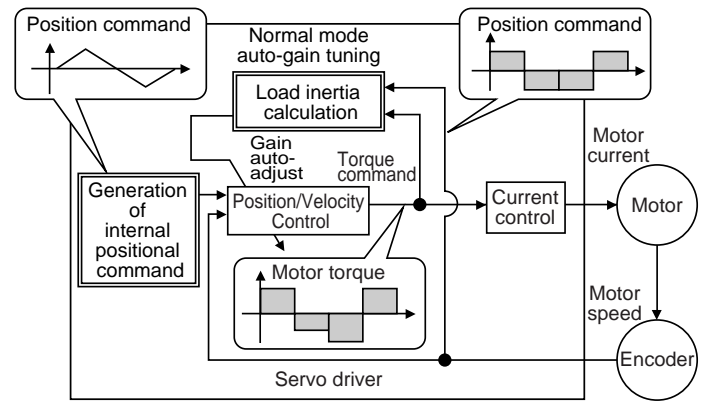 Position command
Normal mode
auto-gain tuning
Position command
Load inertia
calculation
Motor
current
Gain
auto-
adjust
Torque
command
Generation
of
internal
positional
command
Position/Velocity
Control
Current
control
Motor
Motor torque
Motor
speed
Encoder
Servo driver